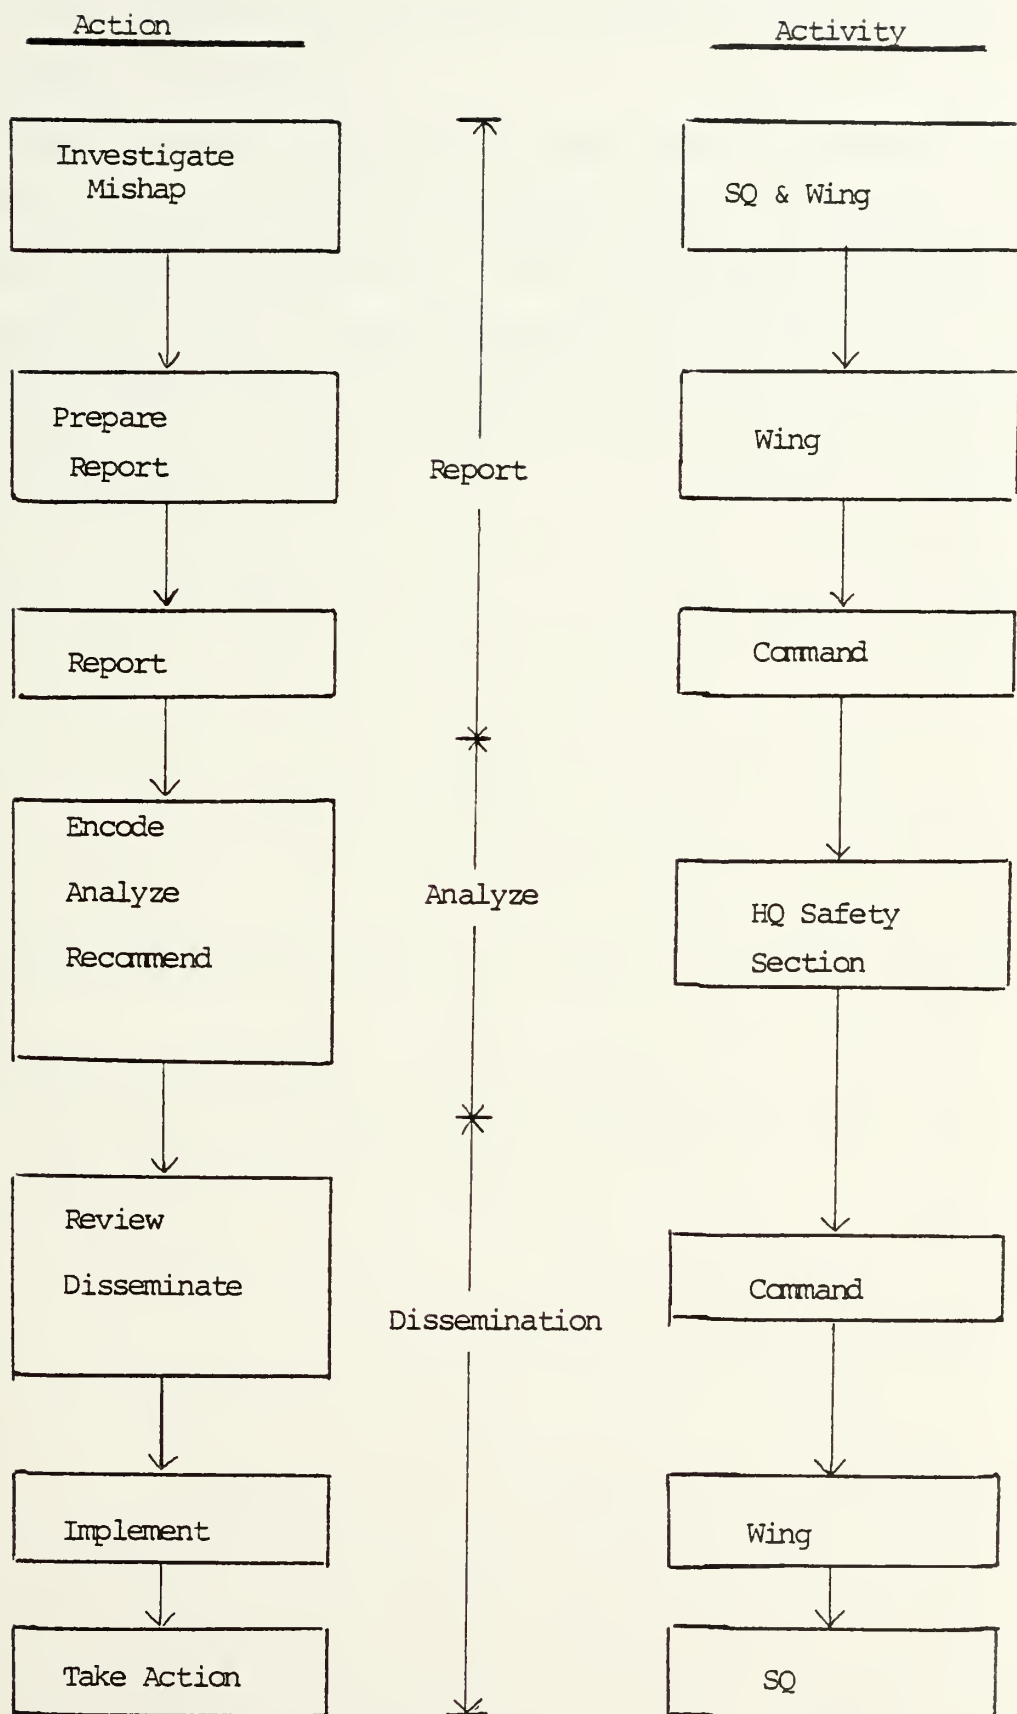 Action
Activity
Investigate
Mishap
SQ & Wing
Prepare
Report
Wing
Report
Report
Command
Encode
Analyze
Recommend
Analyze
HQ Safety
Section
Review
Disseminate
Command
Dissemination
Implement
Wing
Take Action
SQ